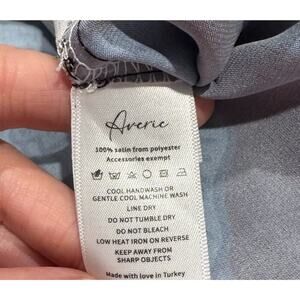 Averie
100% satin from polyester
Accessories exempt
COOL HANDWASH OR
GENTLE COOL MACHINE WASH
LINE DRY
DO NOT TUMBLE DRY
DO NOT BLEACH
LOW HEAT IRON ON REVERSE
KEEP AWAY FROM
SHARP OBJECTS
Made with love in Turkey